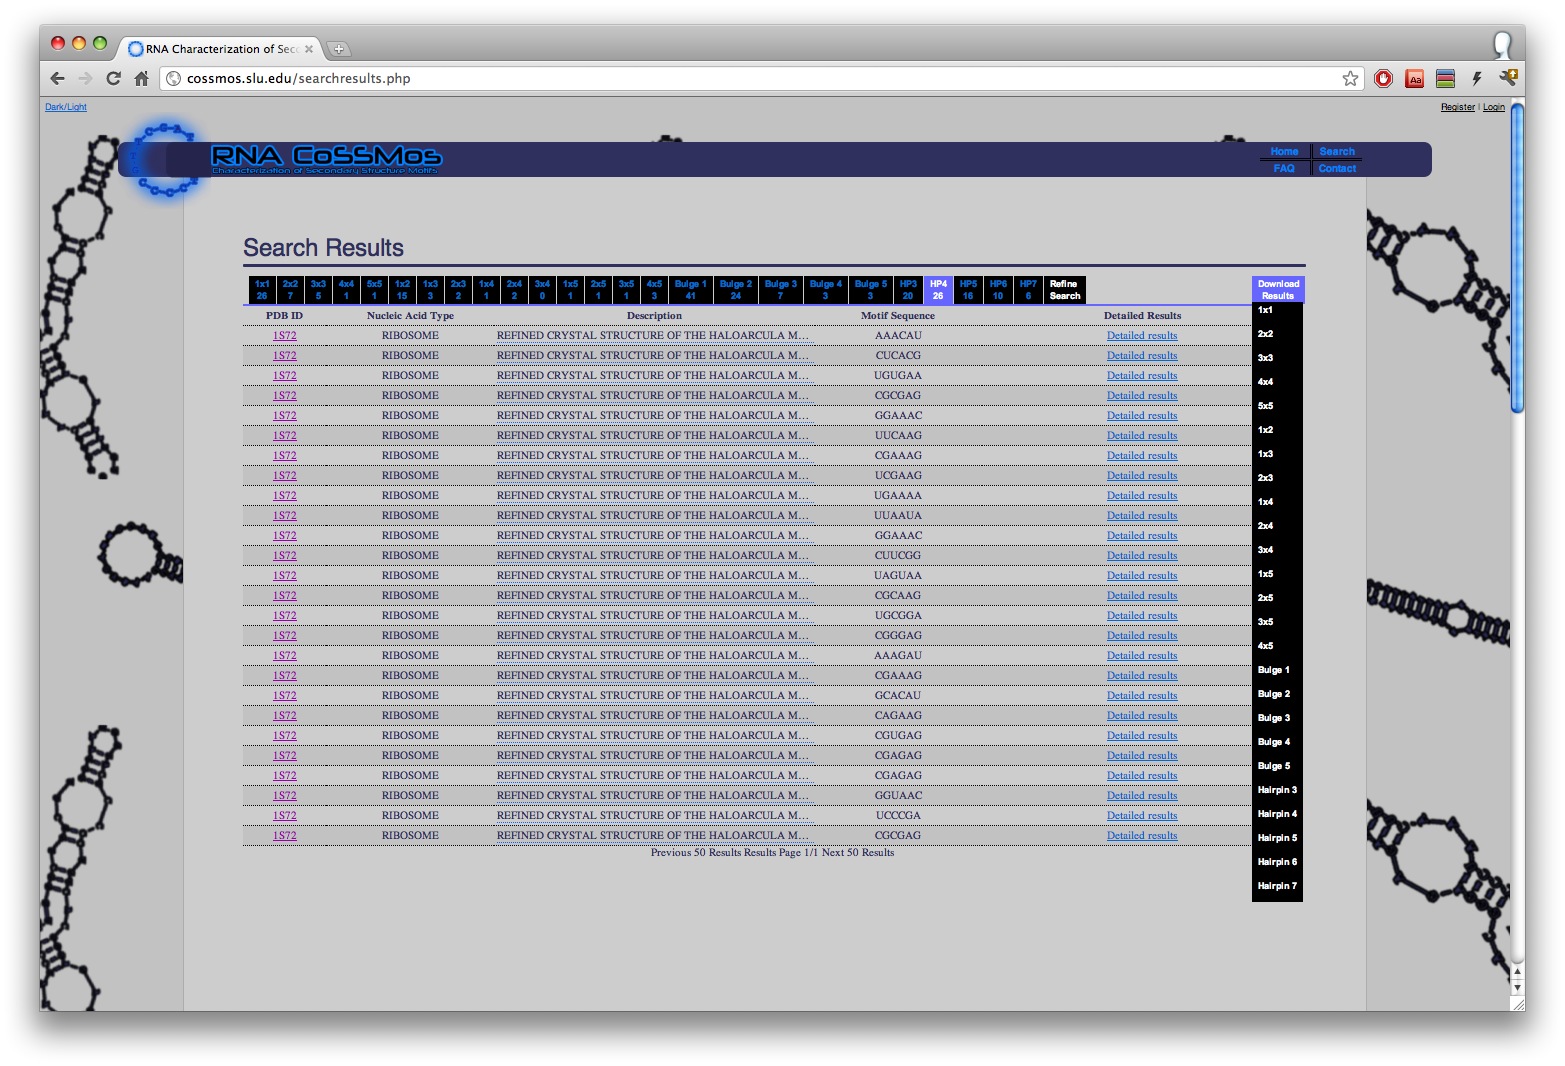 RNA Characterization of Sec
cossmos.slu.edu/searchresults.php
Dark/Light
Register | Login
RNA CoSSMos
Characterization of Secondary Structure Motifs
Home Search
FAQ Contact
Search Results
1x1 2x2 3x3 4x4 5x5 1x2 1x3 2x3 1x4 2x4 3x4 1x5 2x5 3x5 4x5 Bulge 1 Bulge 2 Bulge 3 Bulge 4 Bulge 5 HP3 HP4 HP5 HP6 HP7 Refine Download
26 7 5 1 1 15 3 2 1 2 0 1 1 1 3 41 24 7 3 3 20 26 16 10 6 Search Results
PDB ID Nucleic Acid Type Description Motif Sequence Detailed Results
1S72 RIBOSOME REFINED CRYSTAL STRUCTURE OF THE HALOARCULA M... AAACAU Detailed results
1S72 RIBOSOME REFINED CRYSTAL STRUCTURE OF THE HALOARCULA M... CUCACG Detailed results
1S72 RIBOSOME REFINED CRYSTAL STRUCTURE OF THE HALOARCULA M... UGUGAA Detailed results
1S72 RIBOSOME REFINED CRYSTAL STRUCTURE OF THE HALOARCULA M... CGCGAG Detailed results
1S72 RIBOSOME REFINED CRYSTAL STRUCTURE OF THE HALOARCULA M... GGAAAC Detailed results
1S72 RIBOSOME REFINED CRYSTAL STRUCTURE OF THE HALOARCULA M... UUCAAG Detailed results
1S72 RIBOSOME REFINED CRYSTAL STRUCTURE OF THE HALOARCULA M... CGAAAG Detailed results
1S72 RIBOSOME REFINED CRYSTAL STRUCTURE OF THE HALOARCULA M... UCGAAG Detailed results
1S72 RIBOSOME REFINED CRYSTAL STRUCTURE OF THE HALOARCULA M... UGAAAA Detailed results
1S72 RIBOSOME REFINED CRYSTAL STRUCTURE OF THE HALOARCULA M... UUAAUA Detailed results
1S72 RIBOSOME REFINED CRYSTAL STRUCTURE OF THE HALOARCULA M... GGAAAC Detailed results
1S72 RIBOSOME REFINED CRYSTAL STRUCTURE OF THE HALOARCULA M... CUUCGG Detailed results
1S72 RIBOSOME REFINED CRYSTAL STRUCTURE OF THE HALOARCULA M... UAGUAA Detailed results
1S72 RIBOSOME REFINED CRYSTAL STRUCTURE OF THE HALOARCULA M... CGCAAG Detailed results
1S72 RIBOSOME REFINED CRYSTAL STRUCTURE OF THE HALOARCULA M... UGCGGA Detailed results
1S72 RIBOSOME REFINED CRYSTAL STRUCTURE OF THE HALOARCULA M... CGGGAG Detailed results
1S72 RIBOSOME REFINED CRYSTAL STRUCTURE OF THE HALOARCULA M... AAAGAU Detailed results
1S72 RIBOSOME REFINED CRYSTAL STRUCTURE OF THE HALOARCULA M... CGAAAG Detailed results
1S72 RIBOSOME REFINED CRYSTAL STRUCTURE OF THE HALOARCULA M... GCACAU Detailed results
1S72 RIBOSOME REFINED CRYSTAL STRUCTURE OF THE HALOARCULA M... CAGAAG Detailed results
1S72 RIBOSOME REFINED CRYSTAL STRUCTURE OF THE HALOARCULA M... CGUGAG Detailed results
1S72 RIBOSOME REFINED CRYSTAL STRUCTURE OF THE HALOARCULA M... CGAGAG Detailed results
1S72 RIBOSOME REFINED CRYSTAL STRUCTURE OF THE HALOARCULA M... CGAGAG Detailed results
1S72 RIBOSOME REFINED CRYSTAL STRUCTURE OF THE HALOARCULA M... GGUAAC Detailed results
1S72 RIBOSOME REFINED CRYSTAL STRUCTURE OF THE HALOARCULA M... UCCCGA Detailed results
1S72 RIBOSOME REFINED CRYSTAL STRUCTURE OF THE HALOARCULA M... CGCGAG Detailed results
Previous 50 Results Results Page 1/1 Next 50 Results
1x1
2x2
3x3
4x4
5x5
1x2
1x3
2x3
1x4
2x4
3x4
1x5
2x5
3x5
4x5
Bulge 1
Bulge 2
Bulge 3
Bulge 4
Bulge 5
Hairpin 3
Hairpin 4
Hairpin 5
Hairpin 6
Hairpin 7